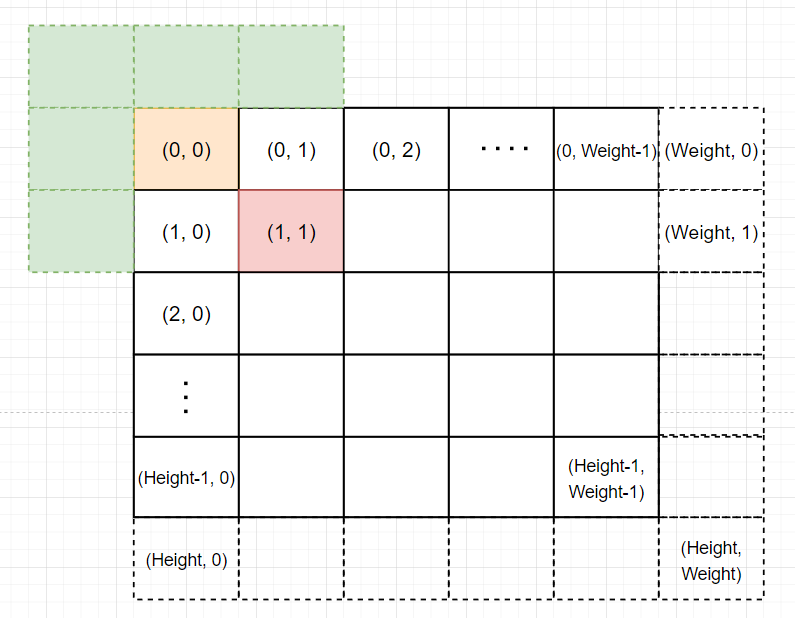 (0, 0)
(0, 1)
(0, 2)
....
(0, Weight-1)
(Weight, 0)
(1, 0)
(1, 1)
(Weight, 1)
(2, 0)
⋮
(Height-1, 0)
(Height-1,
Weight-1)
(Height, 0)
(Height,
Weight)